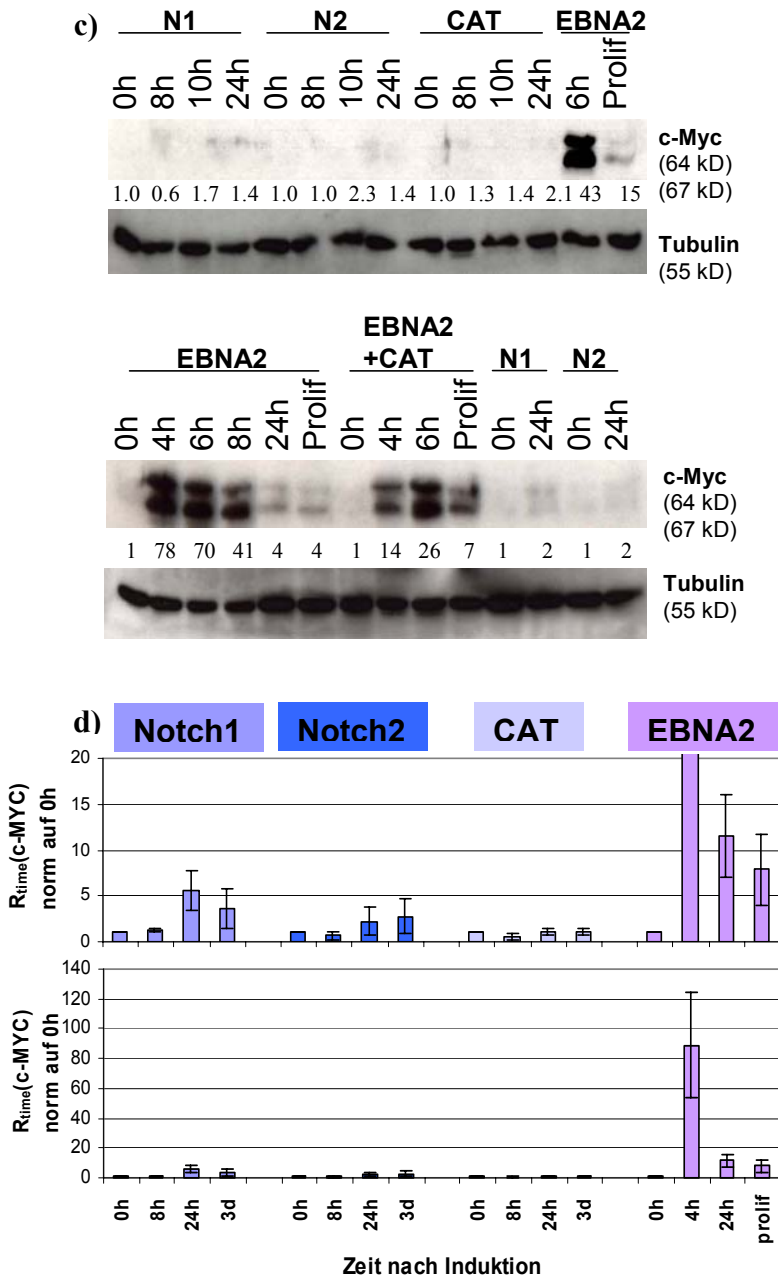 c) N1 N2 CAT EBNA2
0h 8h 10h 24h 0h 8h 10h 24h 0h 8h 10h 24h 6h Prolif
c-Myc
(64 kD)
(67 kD)
1.0 0.6 1.7 1.4 1.0 1.0 2.3 1.4 1.0 1.3 1.4 2.1 43 15
Tubulin
(55 kD)
EBNA2 EBNA2 +CAT N1 N2
0h 4h 6h 8h 24h Prolif 0h 4h 6h Prolif 0h 24h 0h 24h
c-Myc
(64 kD)
(67 kD)
1 78 70 41 4 4 1 14 26 7 1 2 1 2
Tubulin
(55 kD)
d) Notch1 Notch2 CAT EBNA2
Rtime(c-MYC)
norm auf 0h
20
15
10
5
0
Rtime(c-MYC)
norm auf 0h
140
120
100
80
60
40
20
0
0h 8h 24h 3d 0h 8h 24h 3d 0h 8h 24h 3d 0h 4h 24h prolif
Zeit nach Induktion